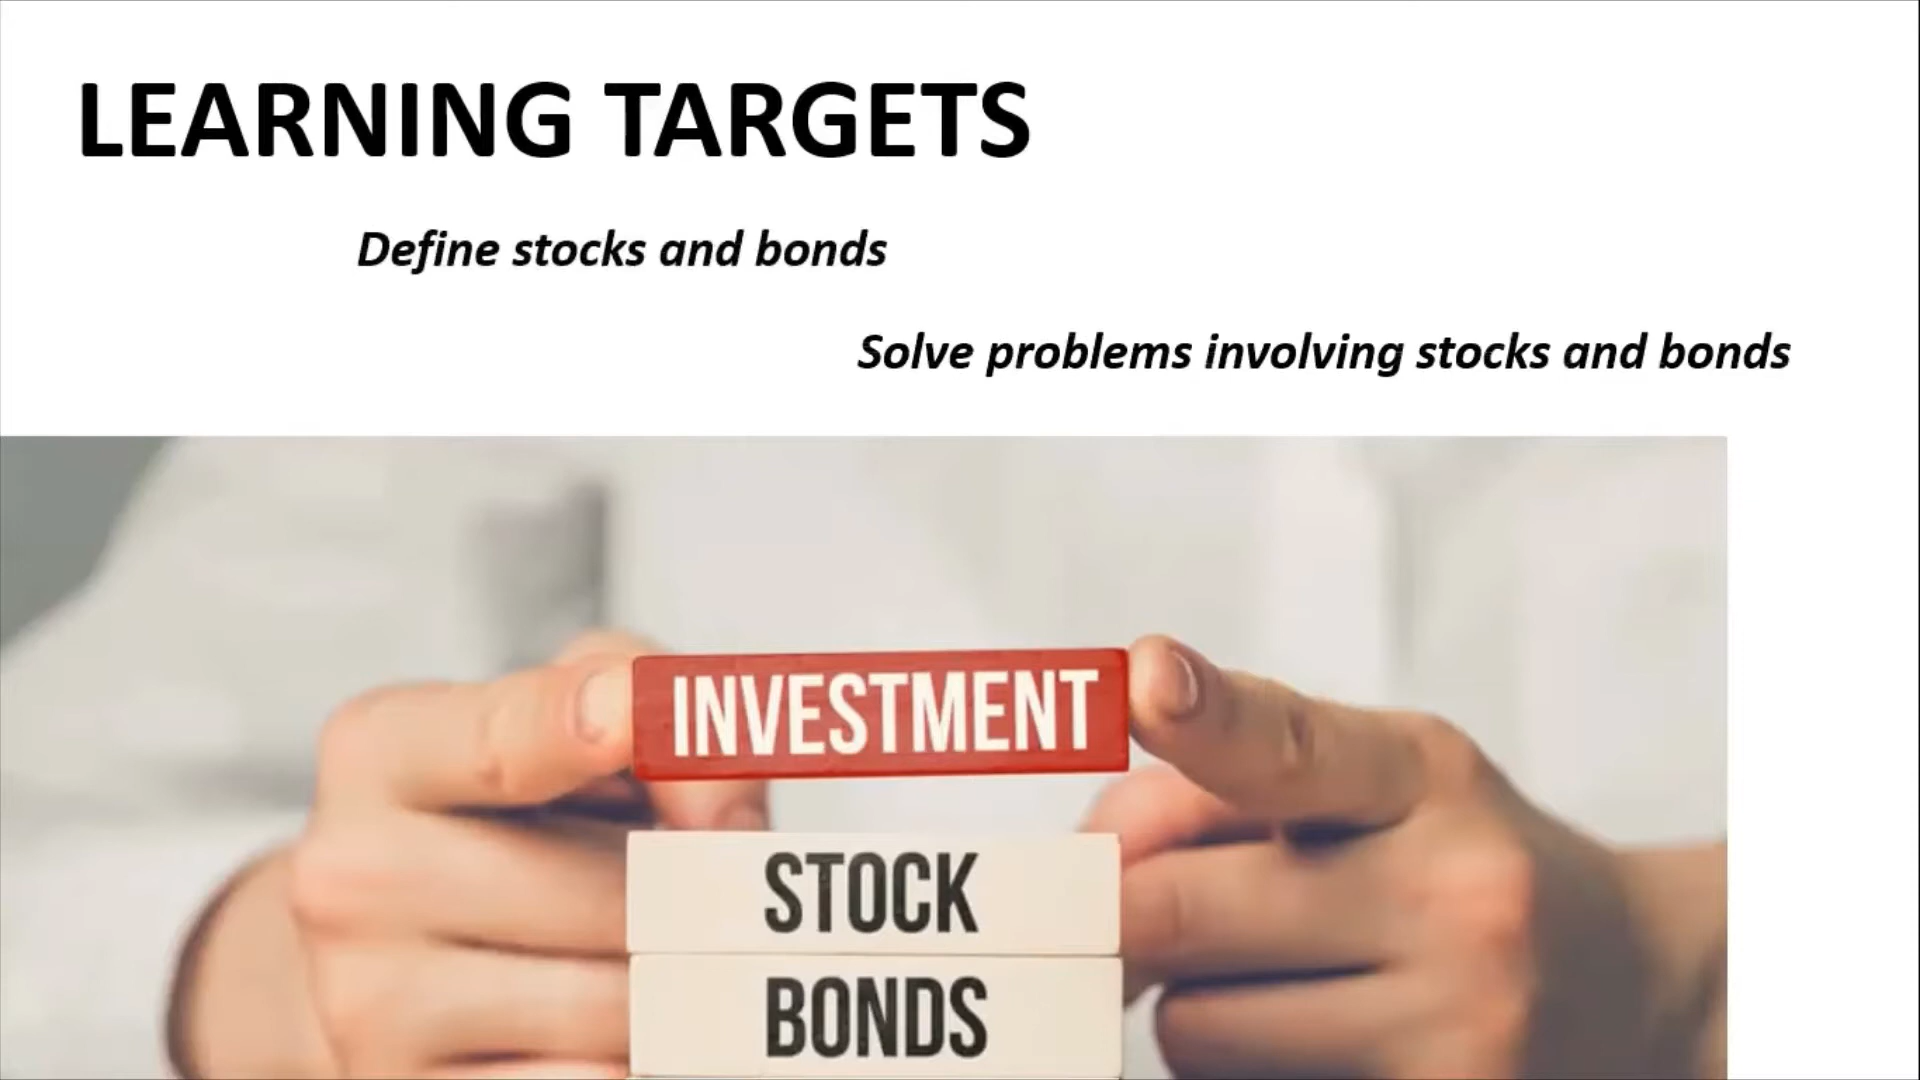 LEARNING TARGETS
Define stocks and bonds
Solve problems involving stocks and bonds
INVESTMENT
STOCK
BONDS